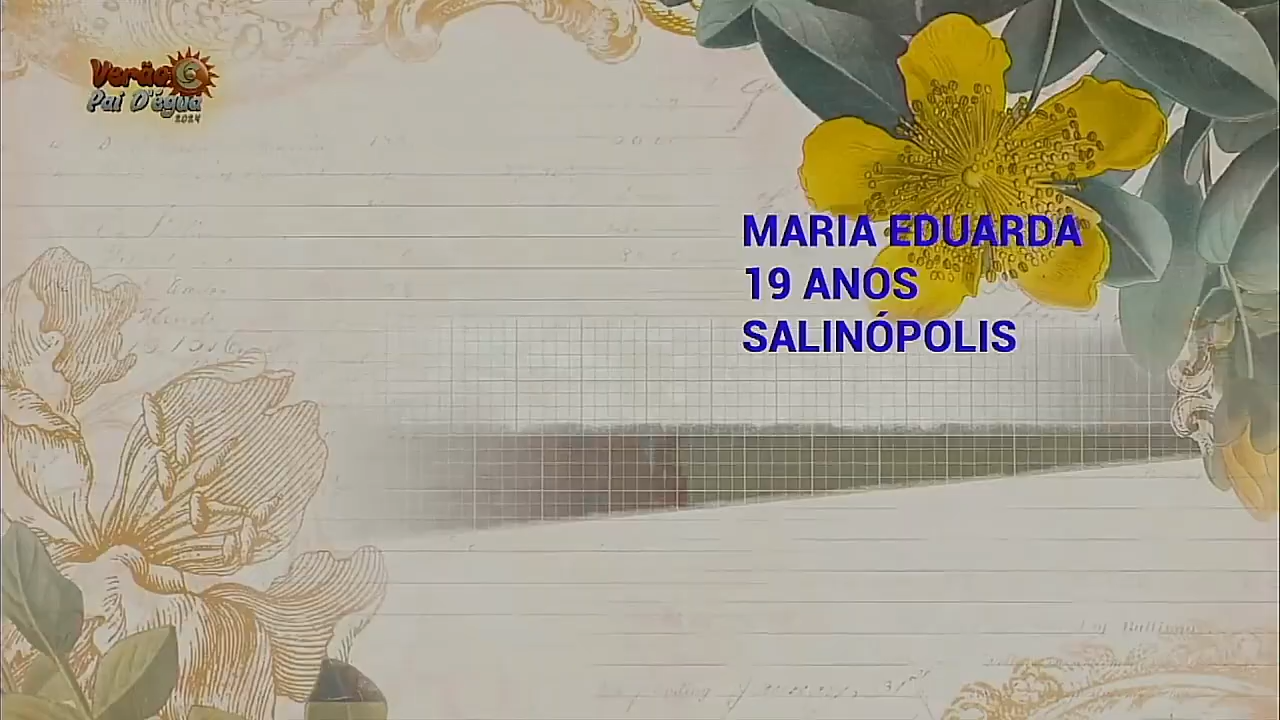 Verão
Pai D'égua
2024
MARIA EDUARDA
19 ANOS
SALINÓPOLIS